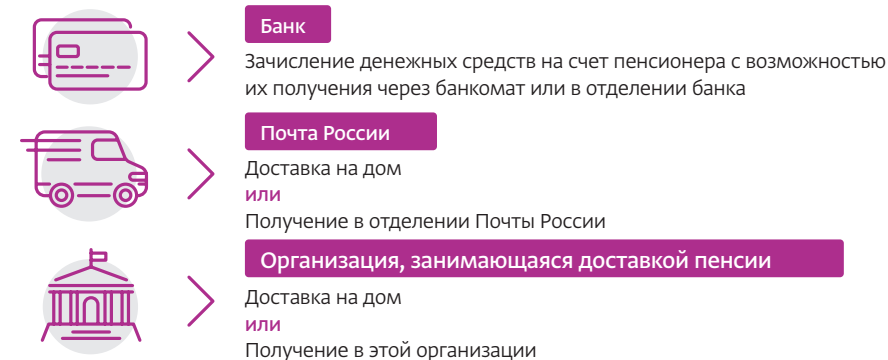 Банк
Зачисление денежных средств на счет пенсионера с возможностью
их получения через банкомат или в отделении банка
Почта России
Доставка на дом
или
Получение в отделении Почты России
Организация, занимающаяся доставкой пенсии
Доставка на дом
или
Получение в этой организации